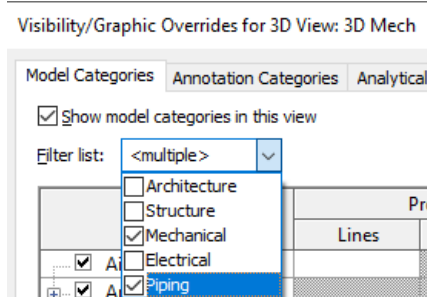 Visibility/Graphic Overrides for 3D View: 3D Mech
Model Categories Annotation Categories Analytical
Show model categories in this view
Filter list: <multiple>
Architecture
Structure
Mechanical
Electrical
Piping
Lines